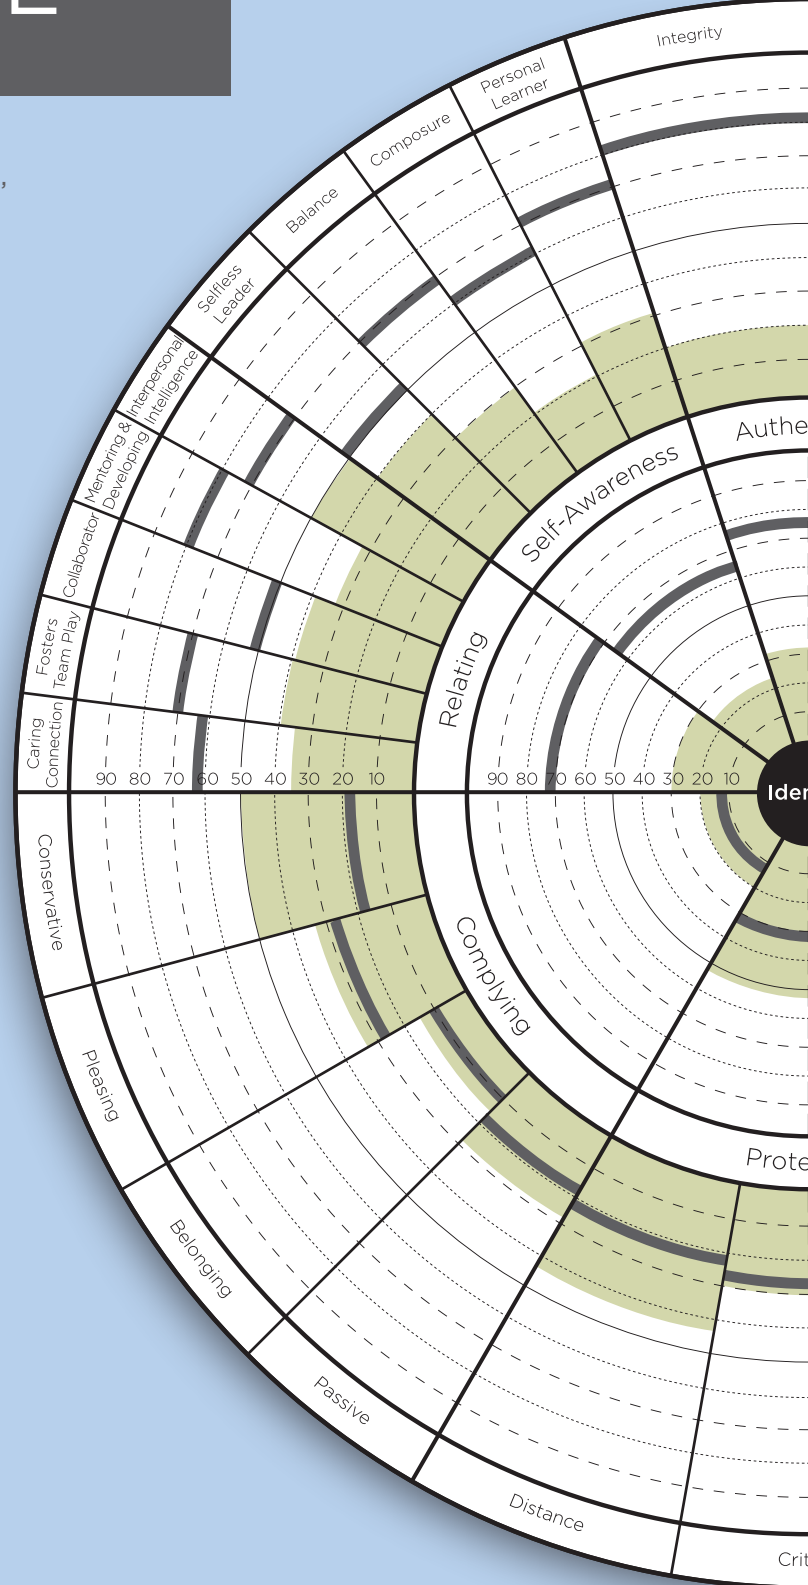 E
,
Integrity
Personal
Learner
Composure
Balance
Selfless
Leader
Interpersonal
Intelligence
Mentoring &
Developing
Collaborator
Fosters
Team Play
Caring
Connection
Authe
Self-Awareness
Relating
90 80 70 60 50 40 30 20 10
90 80 70 60 50 40 30 20 10
Iden
Conservative
Complying
Pleasing
Belonging
Passive
Prote
Distance
Crit